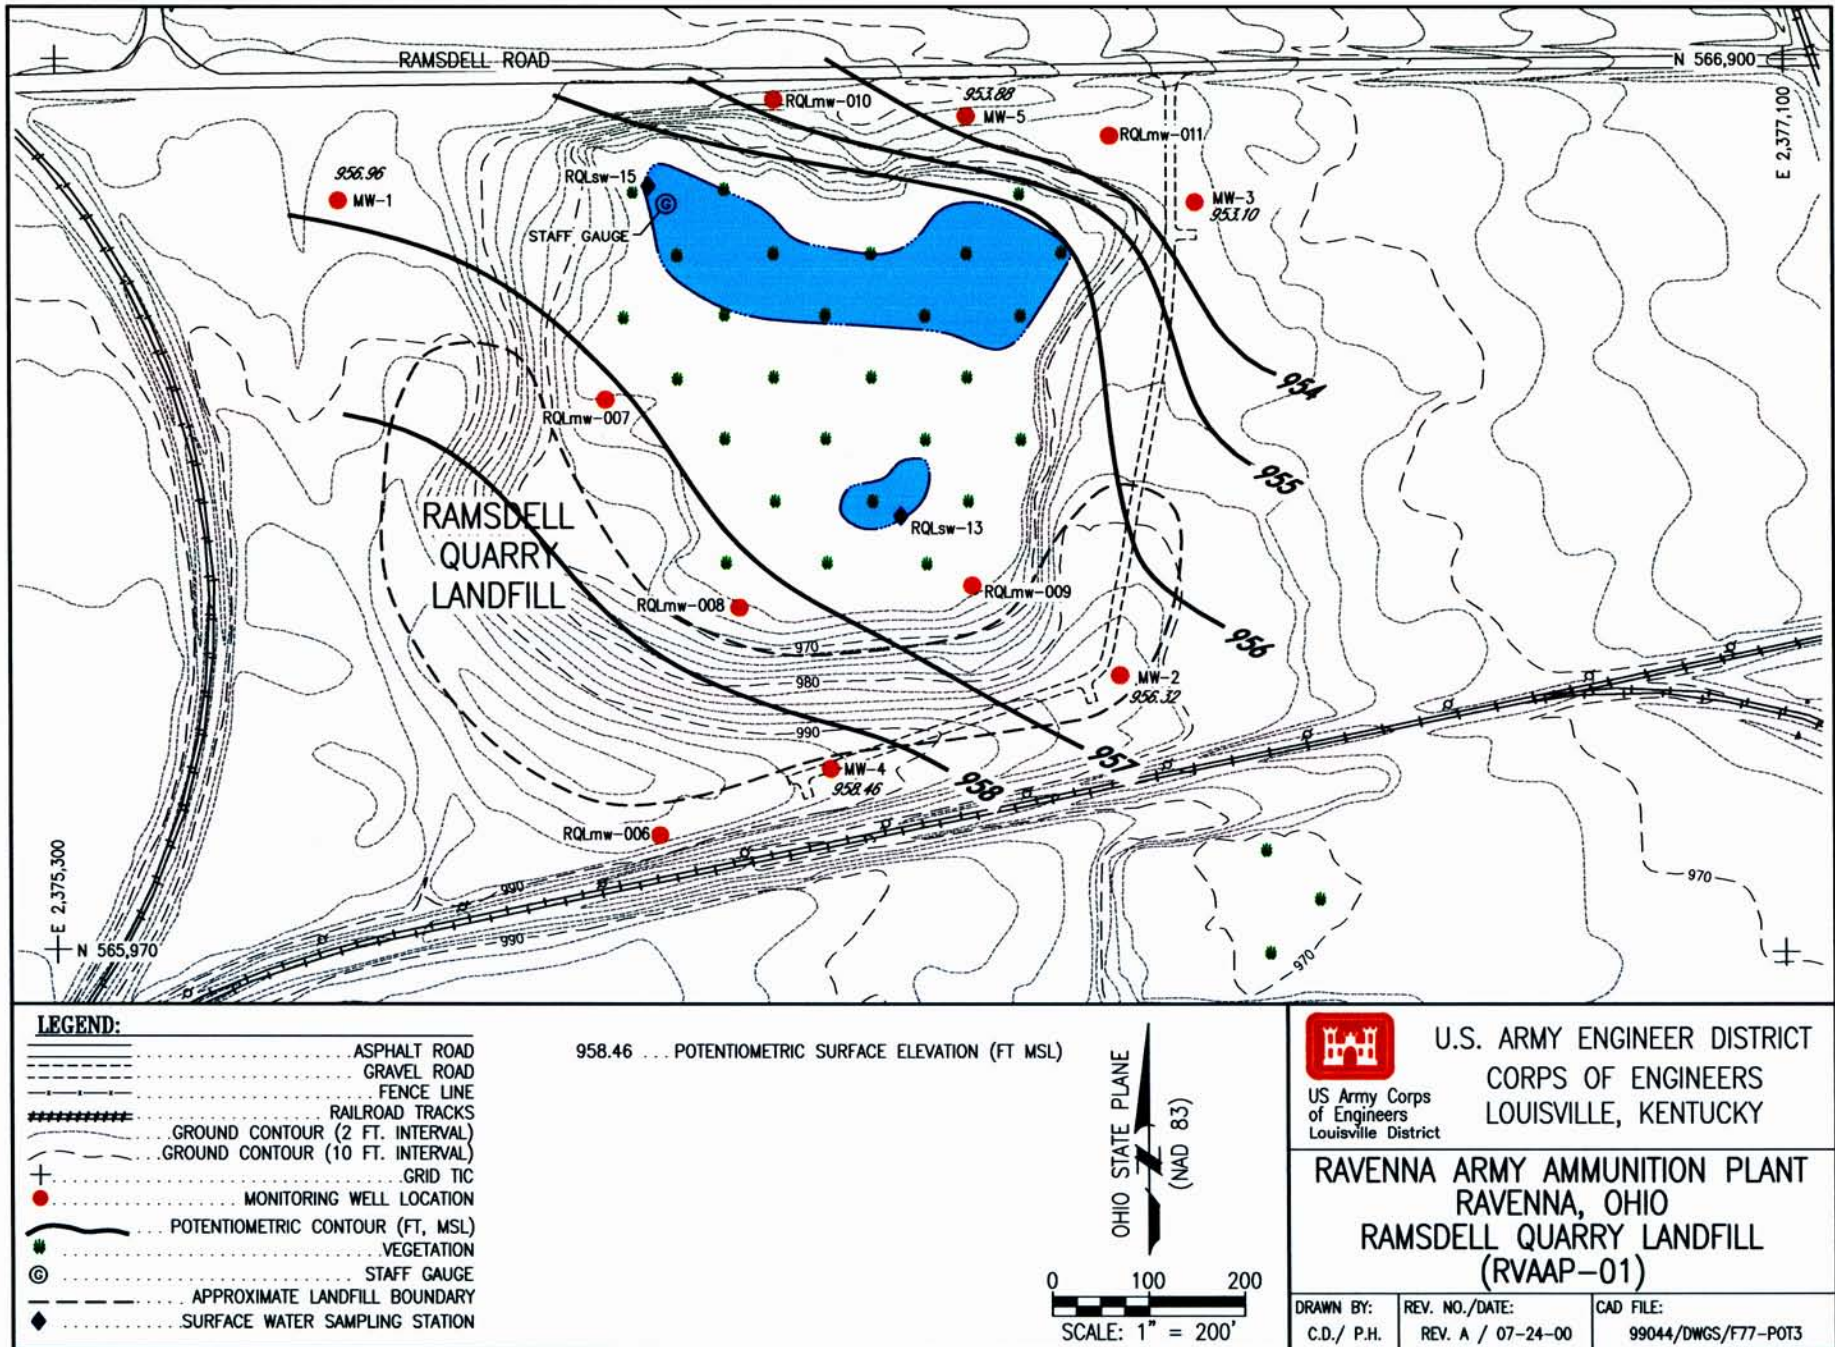 RAMSDELL ROAD
N 566,900
E 2,377,100
RQLmw-010
953.88
MW-5
RQLmw-011
956.96
MW-1
RQLsw-15
G
STAFF GAUGE
MW-3
953.10
954
RQLmw-007
955
RAMSDELL
QUARRY
LANDFILL
RQLsw-13
RQLmw-008
RQLmw-009
956
970
980
MW-2
956.32
990
957
MW-4
958.46
958
RQLmw-006
990
990
970
970
E 2,375,300
N 565,970
LEGEND:
ASPHALT ROAD
GRAVEL ROAD
FENCE LINE
RAILROAD TRACKS
GROUND CONTOUR (2 FT. INTERVAL)
GROUND CONTOUR (10 FT. INTERVAL)
GRID TIC
MONITORING WELL LOCATION
POTENTIOMETRIC CONTOUR (FT, MSL)
VEGETATION
G STAFF GAUGE
APPROXIMATE LANDFILL BOUNDARY
SURFACE WATER SAMPLING STATION
958.46 ... POTENTIOMETRIC SURFACE ELEVATION (FT MSL)
OHIO STATE PLANE
(NAD 83)
0 100 200
SCALE: 1" = 200'
US Army Corps
of Engineers
Louisville District
U.S. ARMY ENGINEER DISTRICT
CORPS OF ENGINEERS
LOUISVILLE, KENTUCKY
RAVENNA ARMY AMMUNITION PLANT
RAVENNA, OHIO
RAMSDELL QUARRY LANDFILL
(RVAAP-01)
DRAWN BY:
C.D./ P.H.
REV. NO./DATE:
REV. A / 07-24-00
CAD FILE:
99044/DWGS/F77-POT3